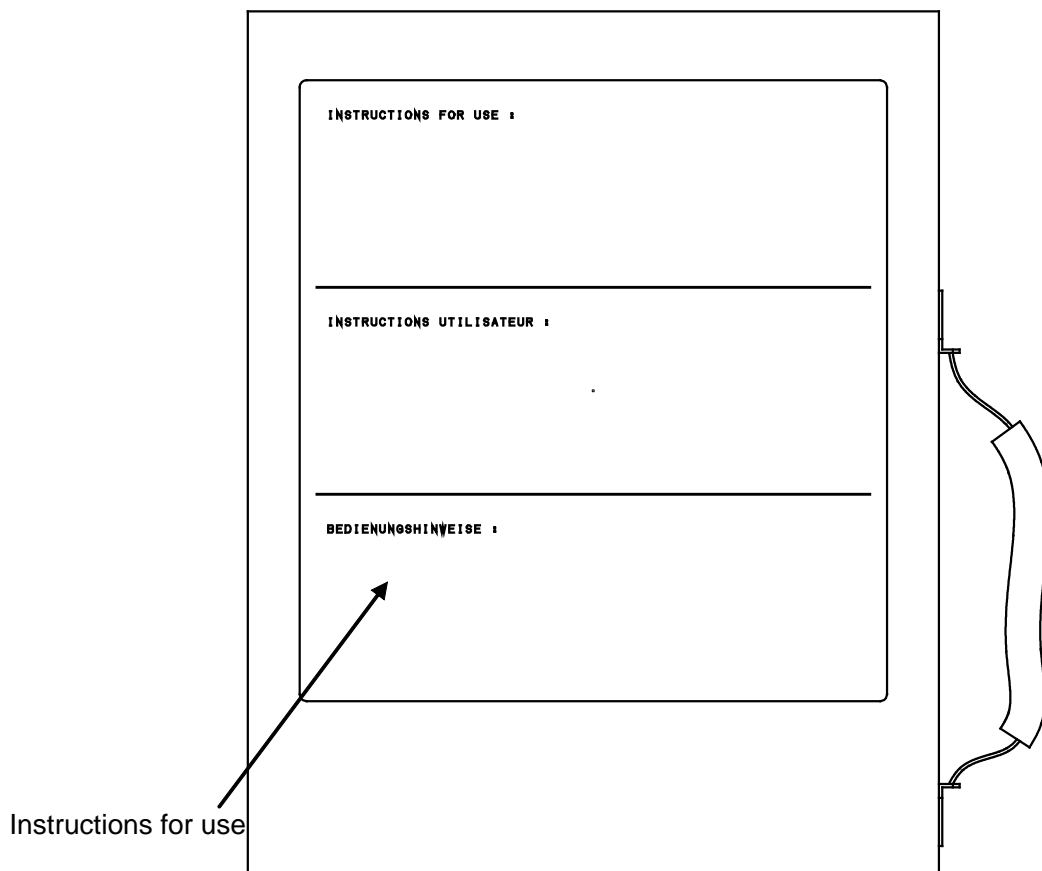 INSTRUCTIONS FOR USE :
INSTRUCTIONS UTILISATEUR :
BEDIENUNGSHINWEISE :
Instructions for use